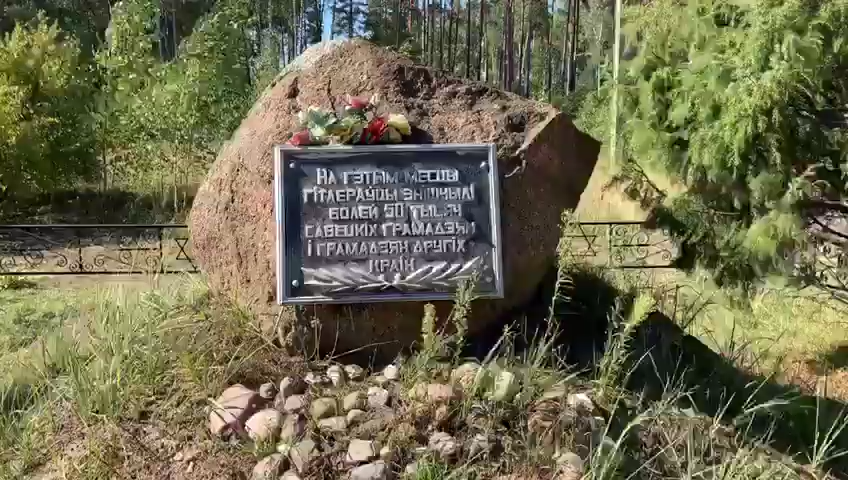 НА ГЭТЫМ МЕСЦЫ
ГІТЛЕРАЎЦЫ ЗНІШЧЫЛІ
БОЛЕЙ 50 ТЫСЯЧ
САВЕЦКІХ ГРАМАДЗЯН
І ГРАМАДЗЯН ДРУГІХ
КРАІН